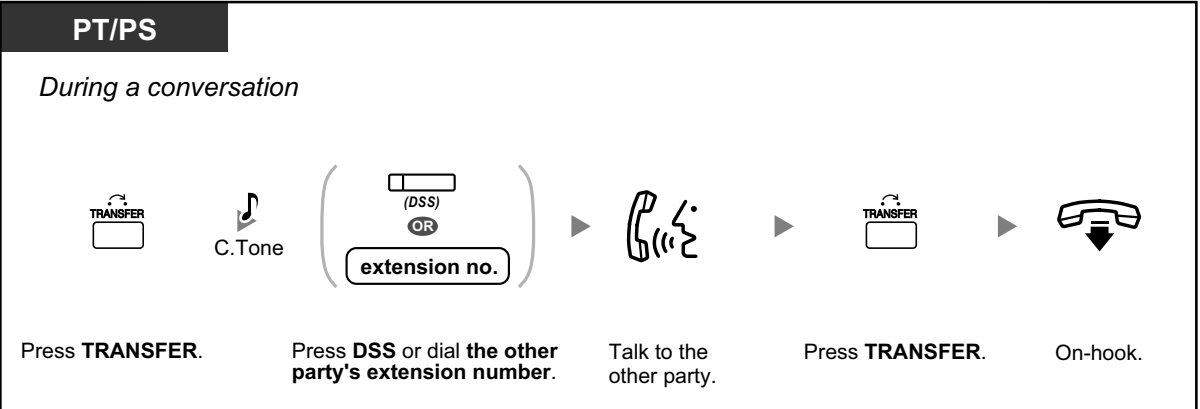 PT/PS
During a conversation
TRANSFER
C.Tone
(DSS)
OR
extension no.
TRANSFER
Press TRANSFER.
Press DSS or dial the other
party's extension number.
Talk to the
other party.
Press TRANSFER.
On-hook.